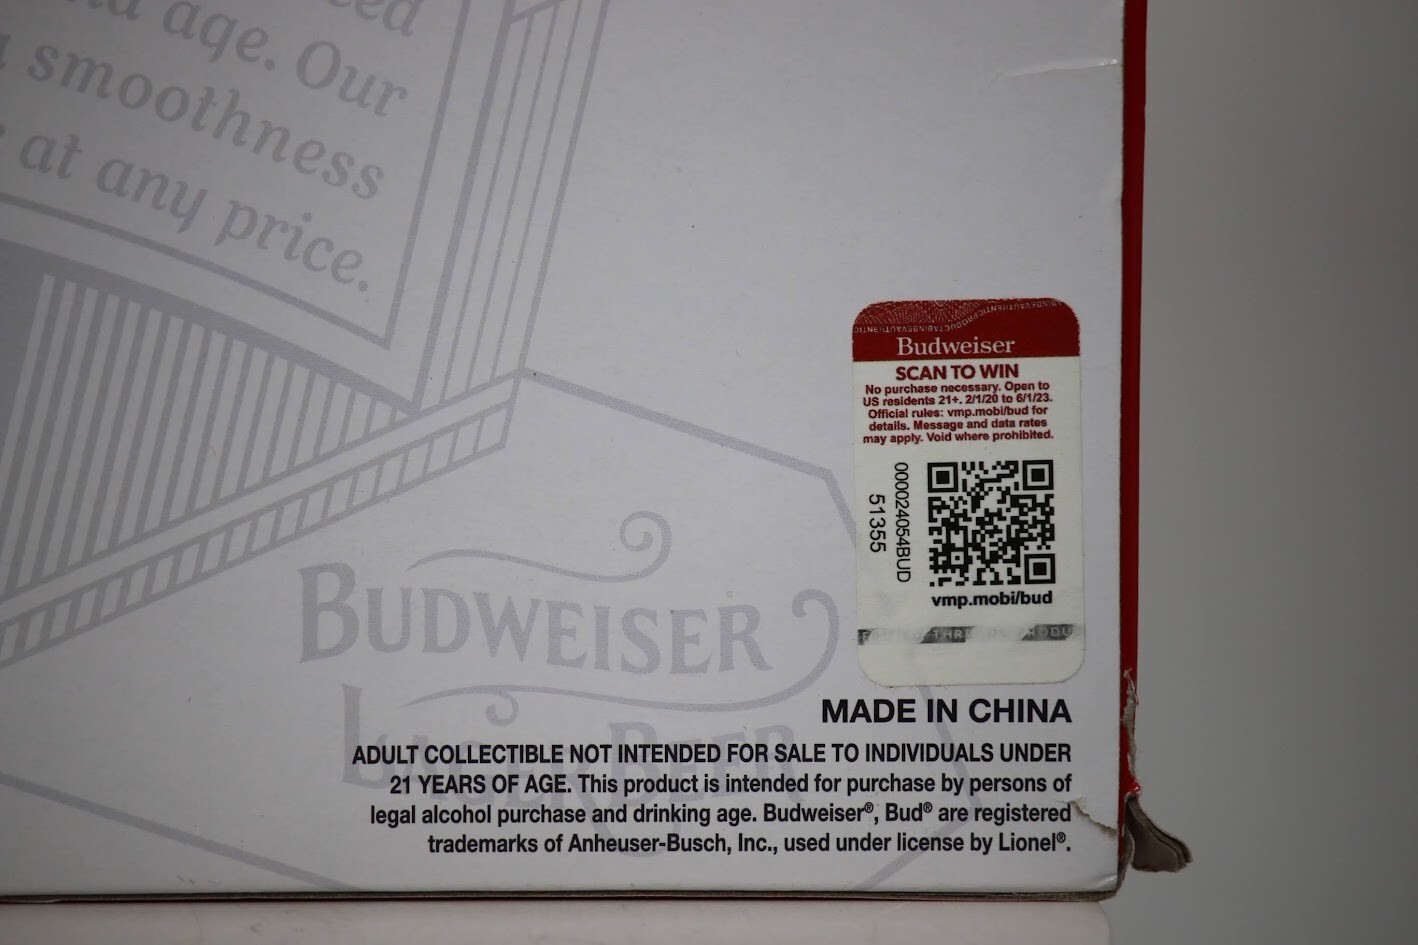 age. Our
smoothness
at any price.
Budweiser
SCAN TO WIN
No purchase necessary. Open to
US residents 21+. 2/1/20 to 6/1/23.
Official rules: vmp.mobi/bud for
details. Message and data rates
may apply. Void where prohibited.
000024054BUD
51355
vmp.mobi/bud
BUDWEISER
LAGER BEER
MADE IN CHINA
ADULT COLLECTIBLE NOT INTENDED FOR SALE TO INDIVIDUALS UNDER
21 YEARS OF AGE. This product is intended for purchase by persons of
legal alcohol purchase and drinking age. Budweiser®, Bud® are registered
trademarks of Anheuser-Busch, Inc., used under license by Lionel®.